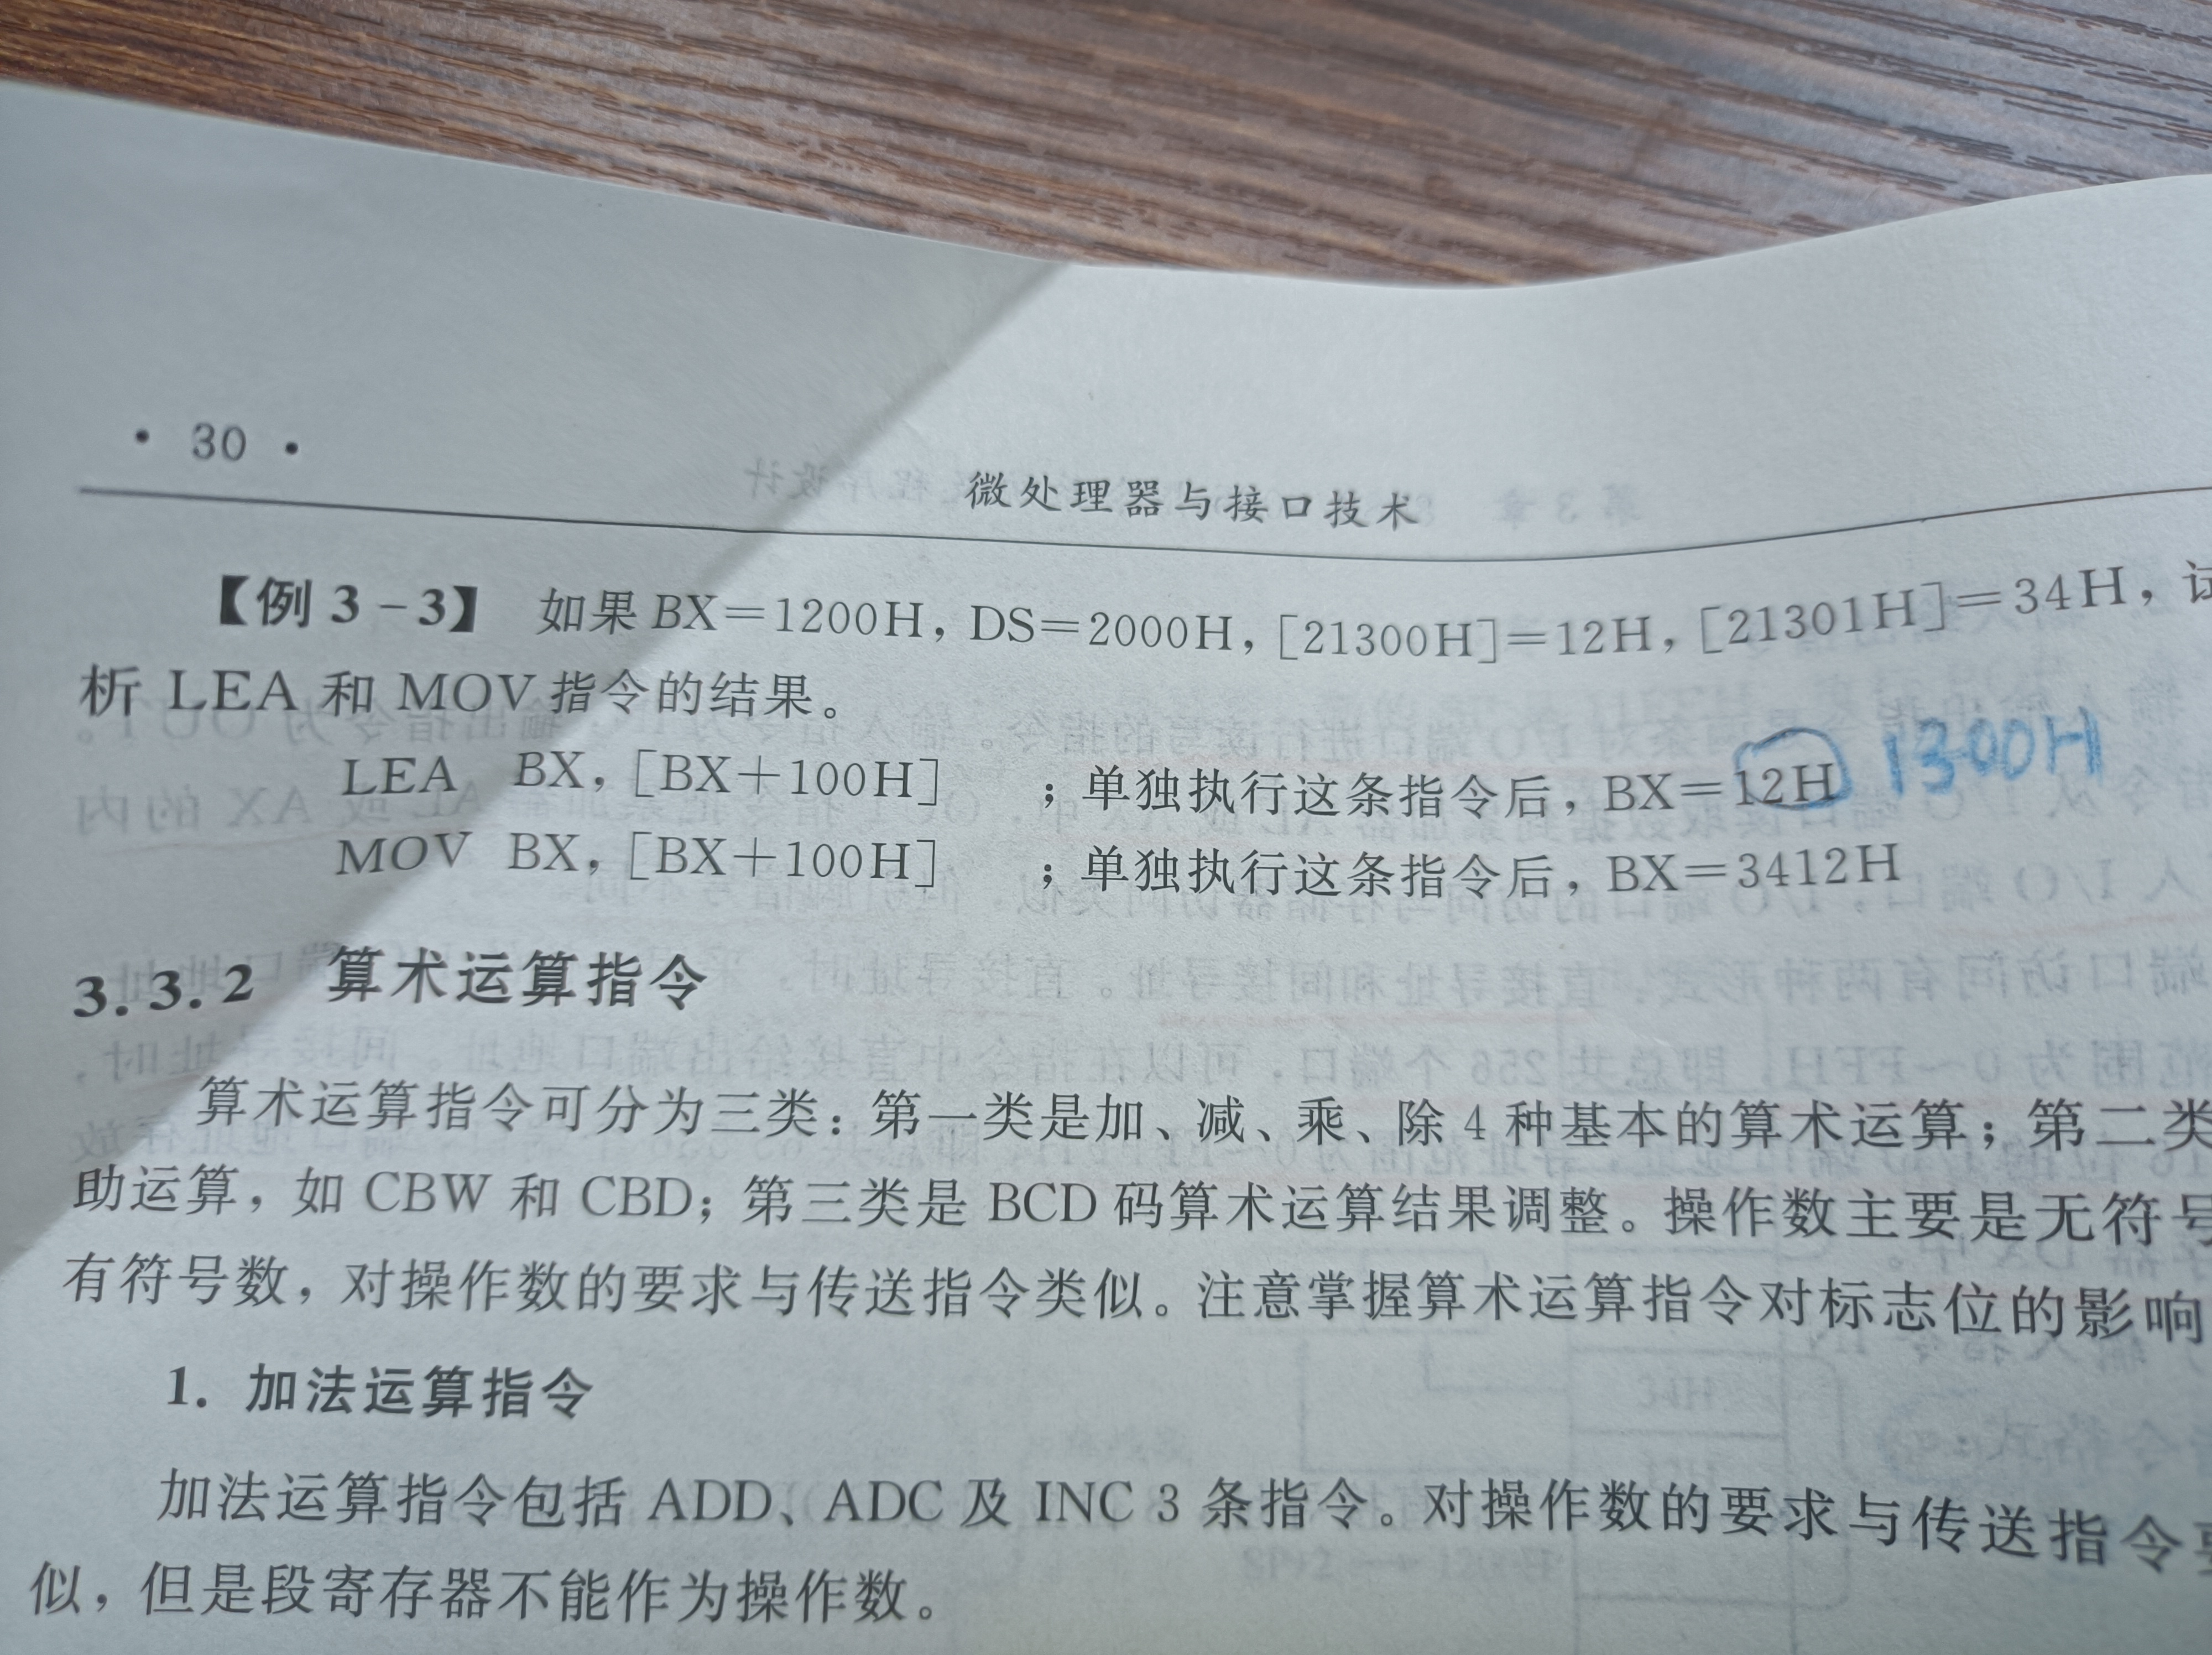 · 30 ·
微处理器与接口技术
【例 3-3】 如果 BX=1200H, DS=2000H, [21300H]=12H, [21301H]=34H, 试
析 LEA 和 MOV 指令的结果。
LEA BX, [BX+100H] ;单独执行这条指令后, BX=12H 1300H
MOV BX, [BX+100H] ;单独执行这条指令后, BX=3412H
3.3.2 算术运算指令
算术运算指令可分为三类:第一类是加、减、乘、除 4 种基本的算术运算;第二类
助运算,如 CBW 和 CBD;第三类是 BCD 码算术运算结果调整。操作数主要是无符号
有符号数,对操作数的要求与传送指令类似。注意掌握算术运算指令对标志位的影响
1. 加法运算指令
加法运算指令包括 ADD、ADC 及 INC 3 条指令。对操作数的要求与传送指令
似,但是段寄存器不能作为操作数。